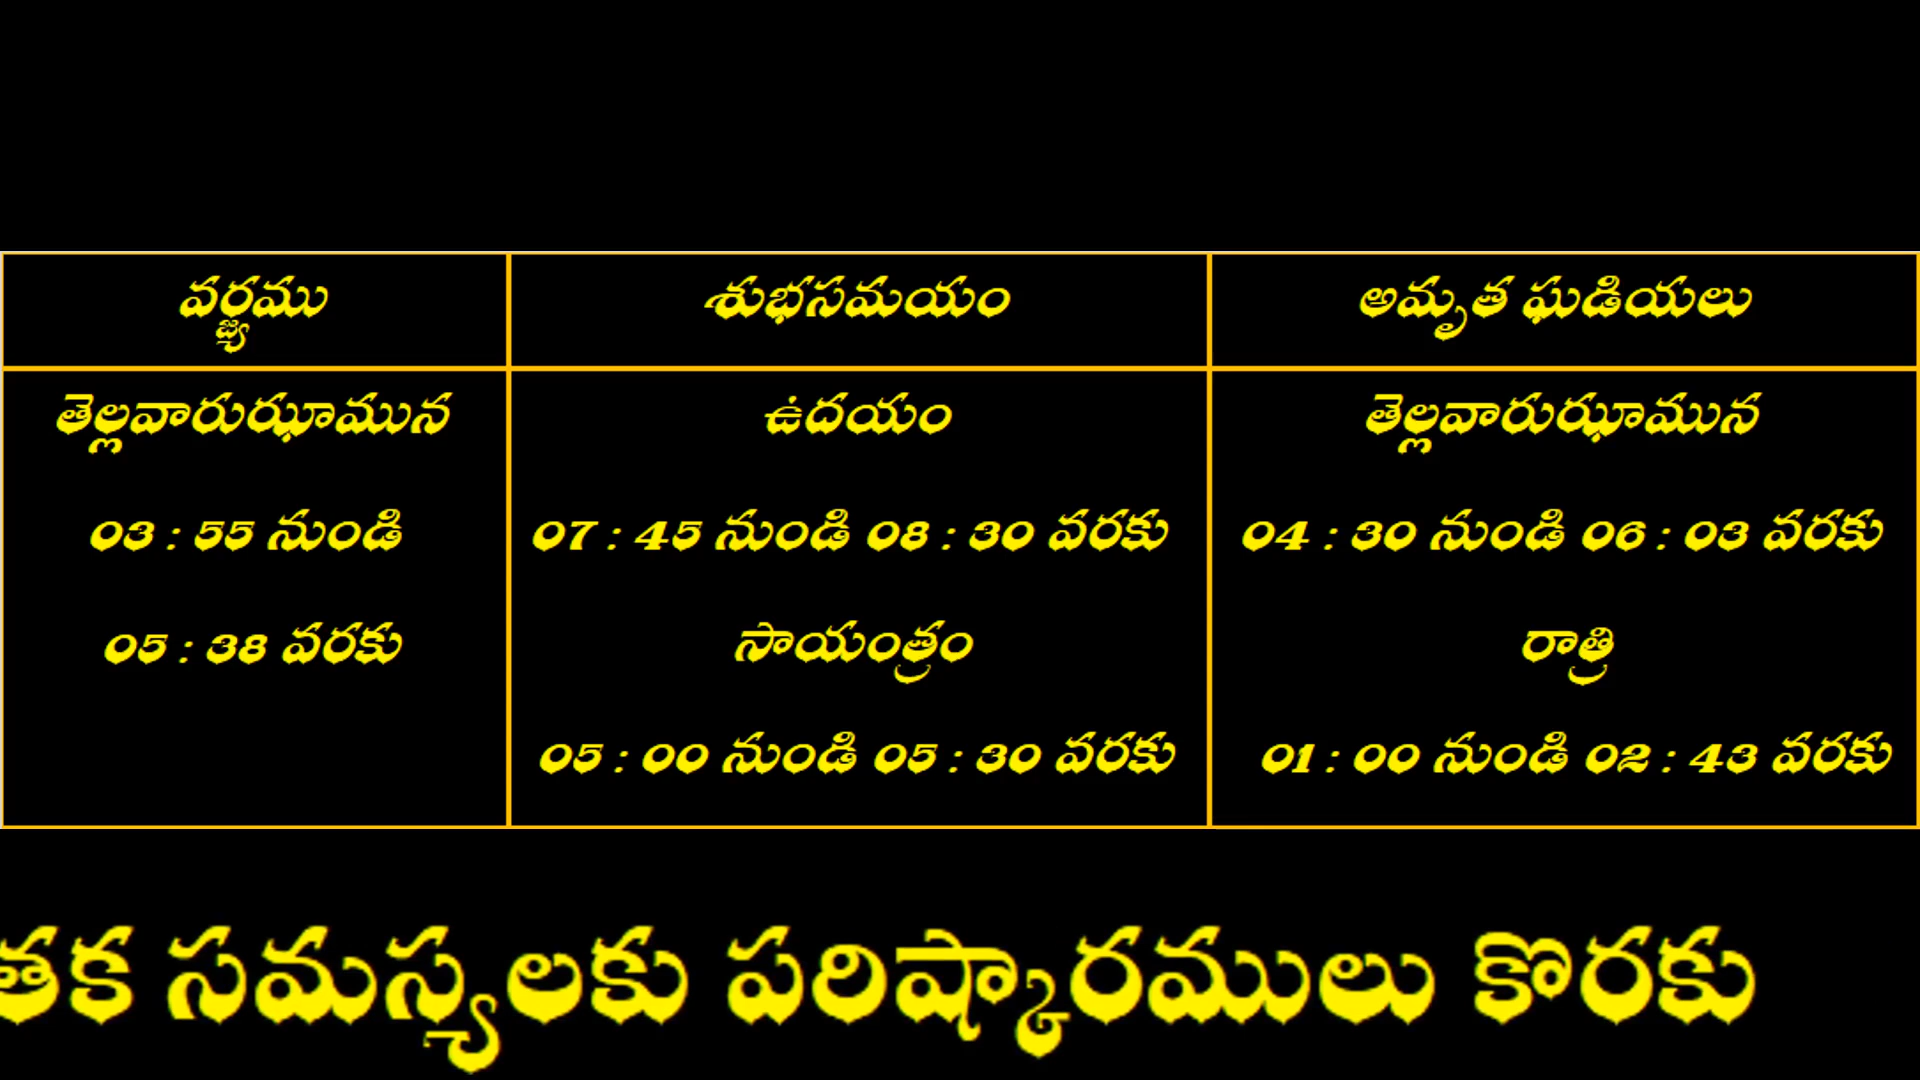 వర్జ్యము
శుభసమయం
అమృత ఘడియలు
తెల్లవారుఝామున
03 : 55 నుండి
05 : 38 వరకు
ఉదయం
07 : 45 నుండి 08 : 30 వరకు
సాయంత్రం
05 : 00 నుండి 05 : 30 వరకు
తెల్లవారుఝామున
04 : 30 నుండి 06 : 03 వరకు
రాత్రి
01 : 00 నుండి 02 : 43 వరకు
సమస్యలకు పరిష్కారములు కొరకు